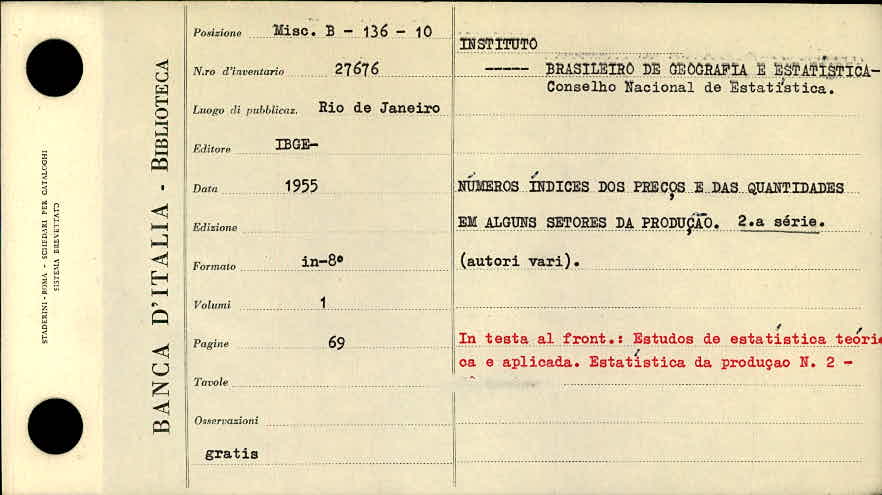 STADERINI - ROMA - SCHEDARI PER CATALOGHI
SISTEMA BREVETTATO
BANCA D'ITALIA - BIBLIOTECA
Posizione Misc. B - 136 - 10
N.ro d'inventario 27676
Luogo di pubblicaz. Rio de Janeiro
Editore IBGE-
Data 1955
Edizione
Formato in-8°
Volumi 1
Pagine 69
Tavole
Osservazioni
gratis
INSTITUTO
----- BRASILEIRO DE GEOGRAFIA E ESTATÍSTICA-
Conselho Nacional de Estatística.
NÚMEROS ÍNDICES DOS PREÇOS E DAS QUANTIDADES
EM ALGUNS SETORES DA PRODUÇÃO. 2.a série.
(autori vari).
In testa al front.: Estudos de estatística teóri
ca e aplicada. Estatística da produçao N. 2 -